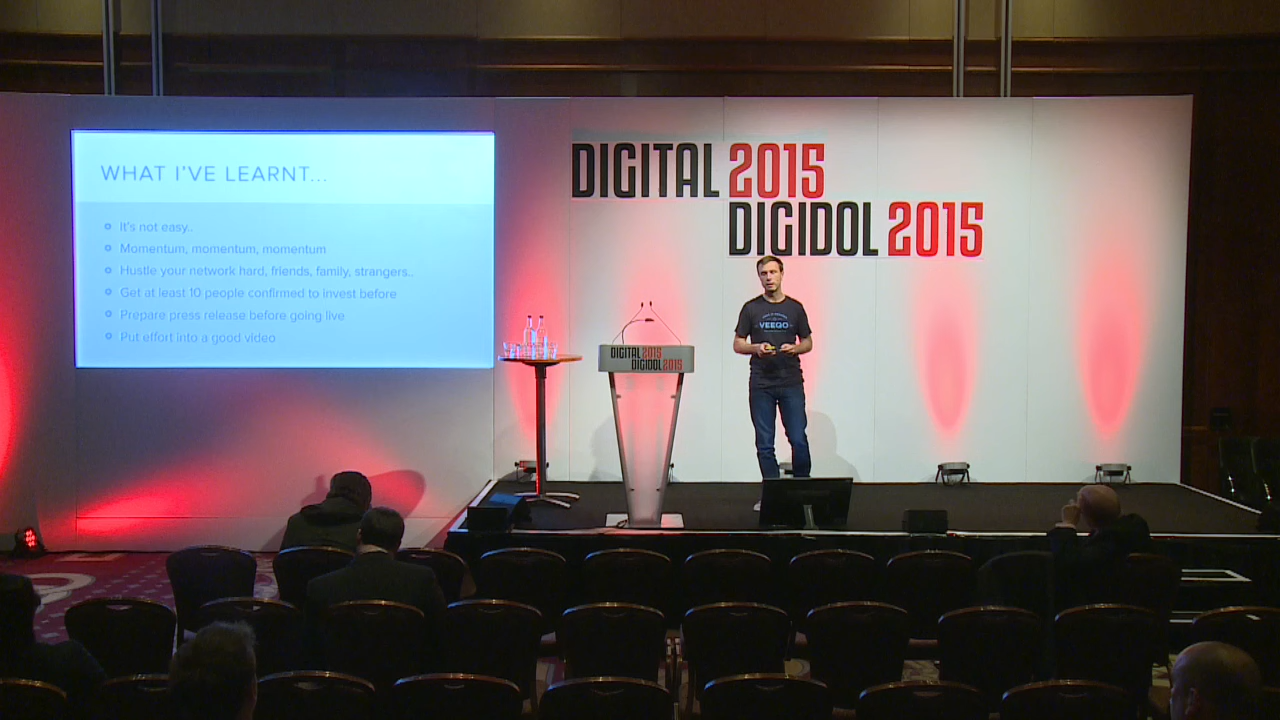 WHAT I'VE LEARNT...
It's not easy..
Momentum, momentum, momentum
Hustle your network hard, friends, family, strangers..
Get at least 10 people confirmed to invest before
Prepare press release before going live
Put effort into a good video
DIGITAL 2015
DIGIDOL 2015
VEEQO
DIGITAL 2015
DIGIDOL 2015